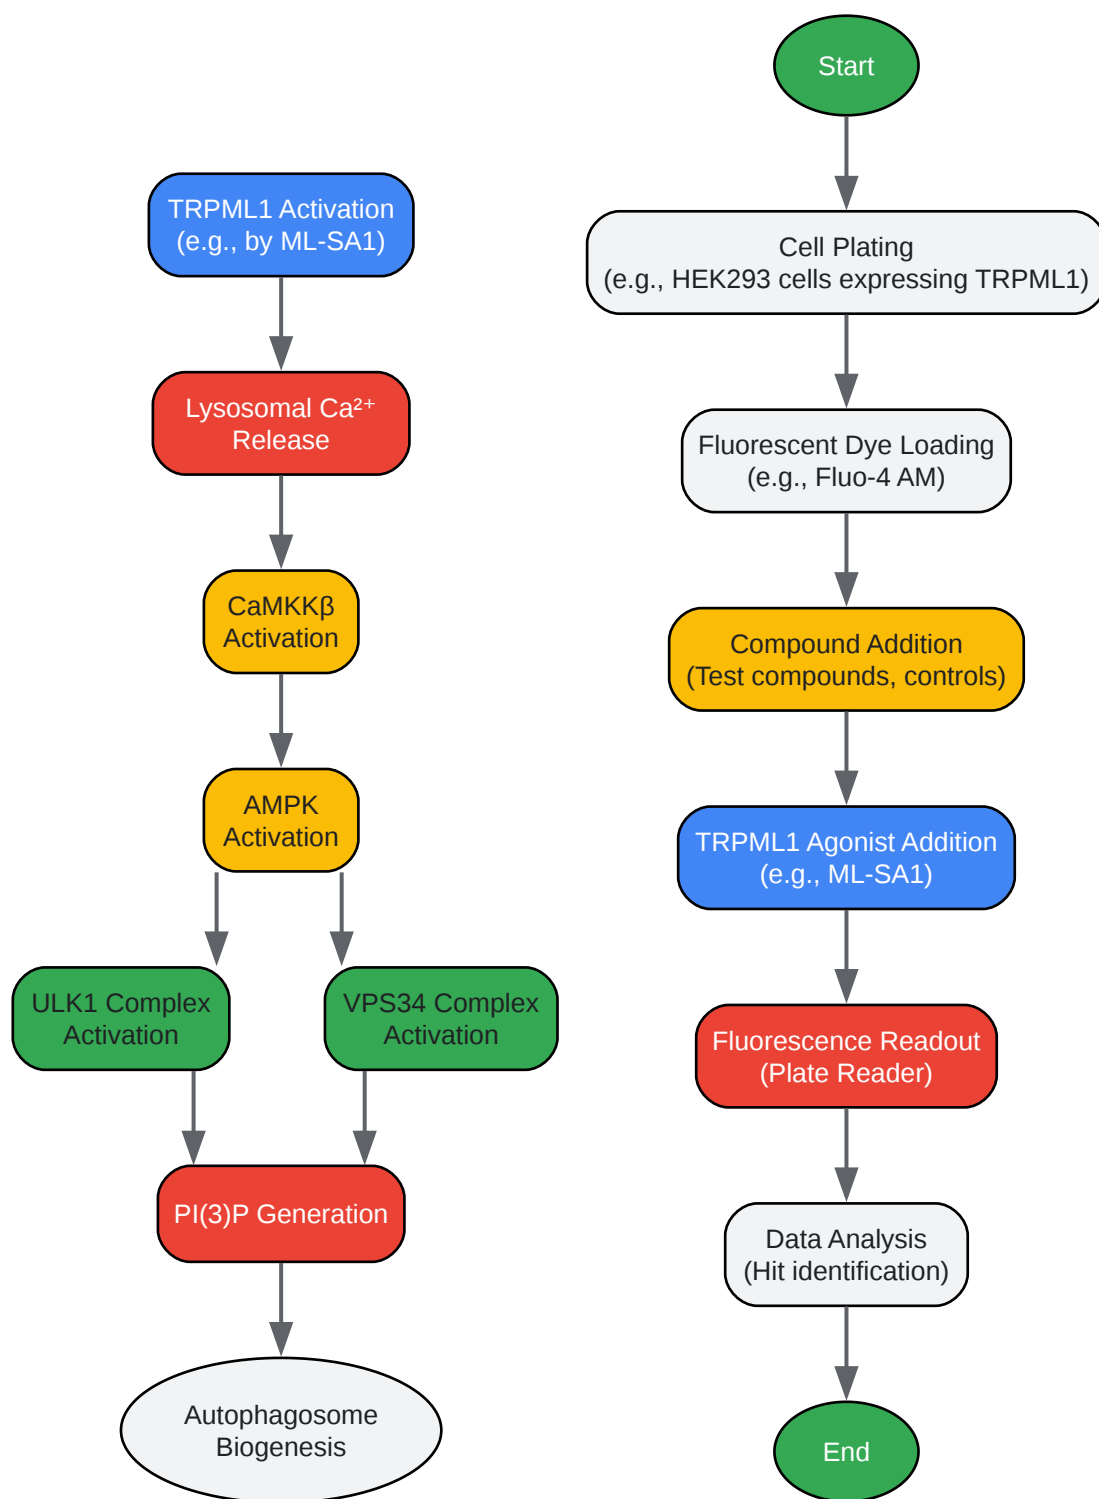 TRPML1 Activation
(e.g., by ML-SA1)
Lysosomal Ca²⁺
Release
CaMKKβ
Activation
AMPK
Activation
ULK1 Complex
Activation
VPS34 Complex
Activation
PI(3)P Generation
Autophagosome
Biogenesis
Start
Cell Plating
(e.g., HEK293 cells expressing TRPML1)
Fluorescent Dye Loading
(e.g., Fluo-4 AM)
Compound Addition
(Test compounds, controls)
TRPML1 Agonist Addition
(e.g., ML-SA1)
Fluorescence Readout
(Plate Reader)
Data Analysis
(Hit identification)
End